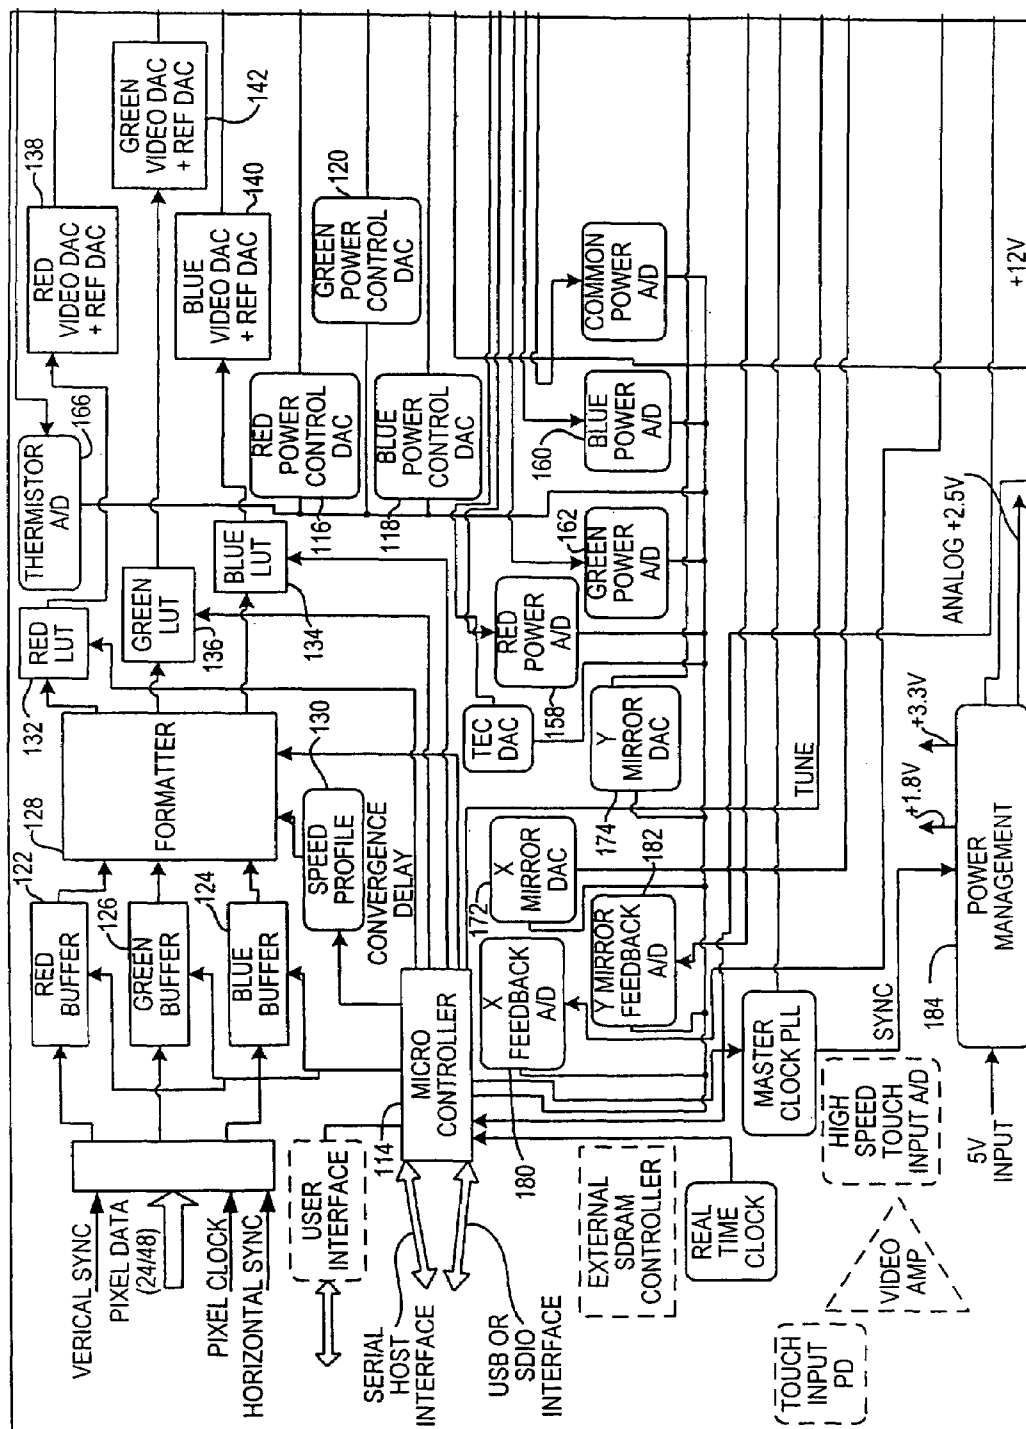 VERICAL SYNC
PIXEL DATA
(24/48)
PIXEL CLOCK
HORIZONTAL SYNC
RED
BUFFER
122
GREEN
BUFFER
126
BLUE
BUFFER
124
128
FORMATTER
SPEED
PROFILE
130
CONVERGENCE
DELAY
132
RED
LUT
GREEN
LUT
136
BLUE
LUT
134
THERMISTOR
A/D
166
RED
VIDEO DAC
+ REF DAC
138
GREEN
VIDEO DAC
+ REF DAC
142
BLUE
VIDEO DAC
+ REF DAC
140
RED
POWER
CONTROL
DAC
116
GREEN
POWER
CONTROL
DAC
120
BLUE
POWER
CONTROL
DAC
118
USER
INTERFACE
114
MICRO
CONTROLLER
SERIAL
HOST
INTERFACE
USB OR
SDIO
INTERFACE
TEC
DAC
RED
POWER
A/D
158
GREEN
POWER
A/D
162
BLUE
POWER
A/D
160
COMMON
POWER
A/D
X
MIRROR
DAC
172
Y
MIRROR
DAC
174
X
FEEDBACK
A/D
180
Y MIRROR
FEEDBACK
A/D
182
EXTERNAL
SDRAM
CONTROLLER
REAL
TIME
CLOCK
MASTER
CLOCK PLL
TUNE
SYNC
HIGH
SPEED
TOUCH
INPUT A/D
TOUCH
INPUT
PD
VIDEO
AMP
5V
INPUT
184
POWER
MANAGEMENT
+1.8V
+3.3V
ANALOG +2.5V
+12V